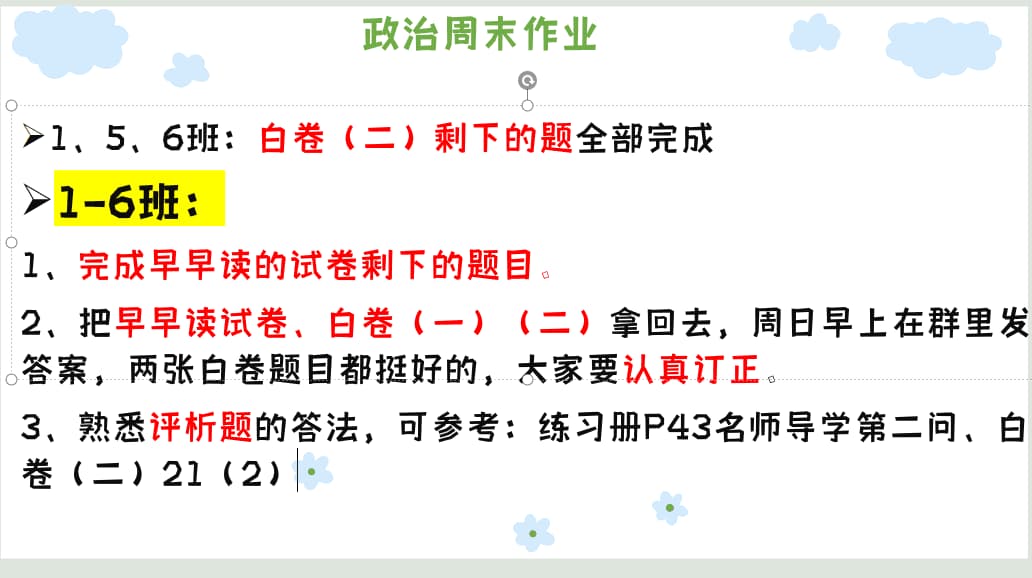 政治周末作业
1、5、6班：白卷（二）剩下的题全部完成
1-6班：
1、完成早早读的试卷剩下的题目。
2、把早早读试卷、白卷（一）（二）拿回去，周日早上在群里发
答案，两张白卷题目都挺好的，大家要认真订正。
3、熟悉评析题的答法，可参考：练习册P43名师导学第二问、白
卷（二）21（2）